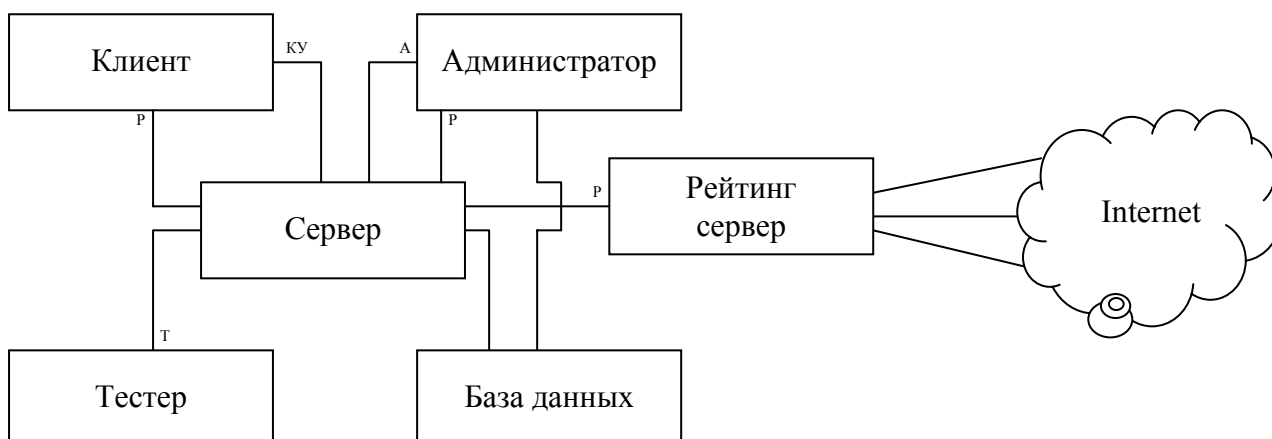 Клиент
КУ
А
Администратор
Р
Р
Сервер
Р
Рейтинг
сервер
Internet
Т
Тестер
База данных